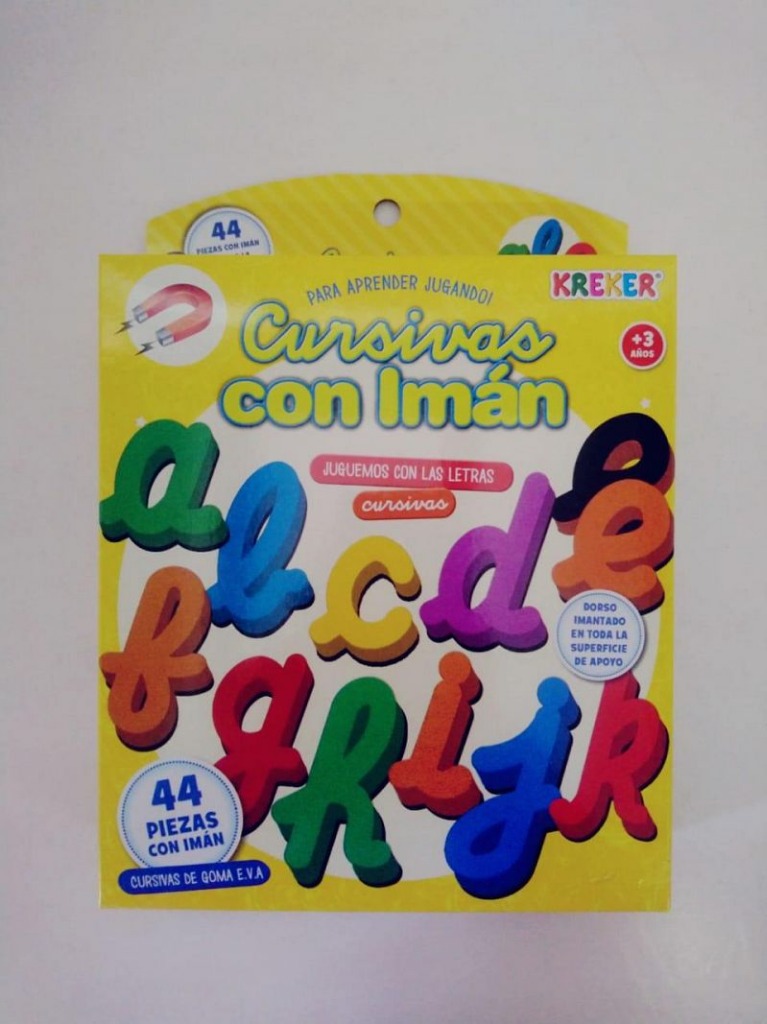 44
PIEZAS CON IMÁN
KREKER®
PARA APRENDER JUGANDO!
Cursivas
con Imán
+3
AÑOS
JUGUEMOS CON LAS LETRAS
cursivas
a
b
c
d
e
e
f
DORSO
IMANTADO
EN TODA LA
SUPERFICIE
DE APOYO
g
h
i
j
k
44
PIEZAS
CON IMÁN
CURSIVAS DE GOMA E.V.A